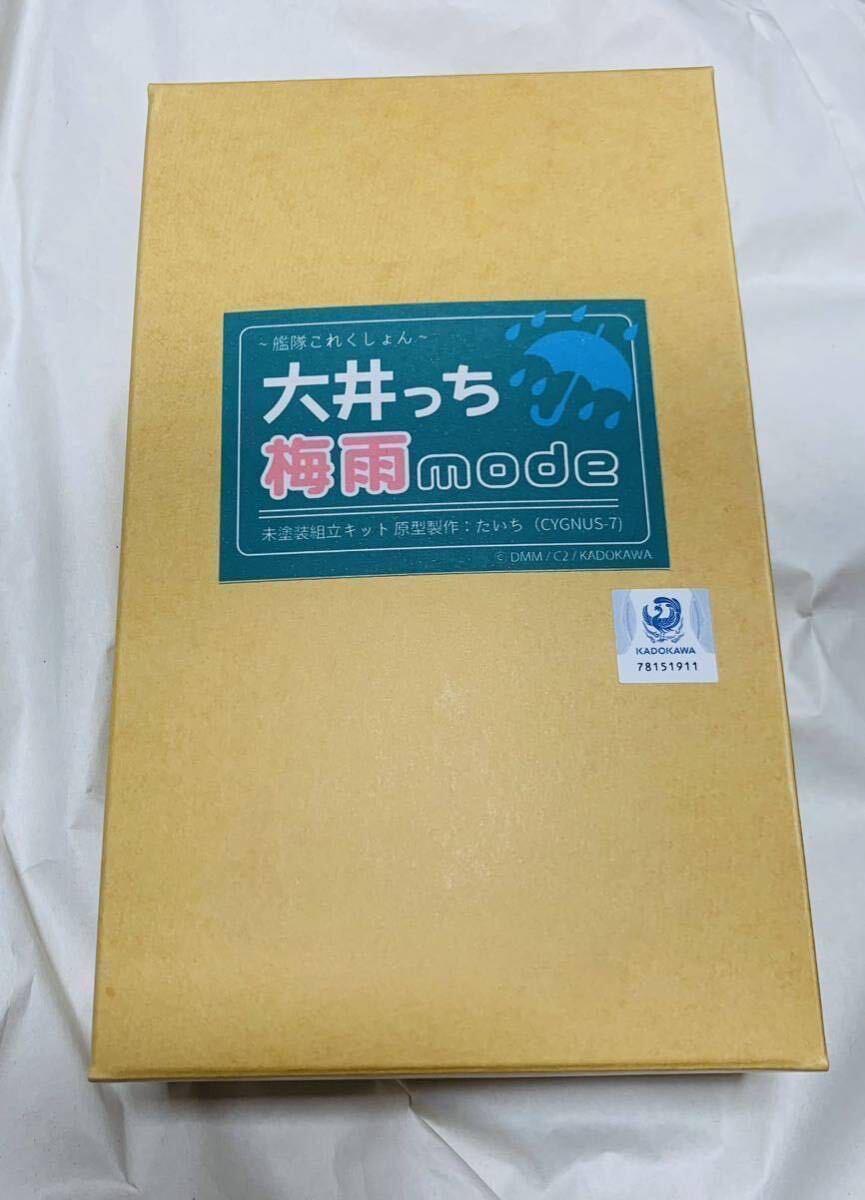 ~艦隊これくしょん~
大井っち
梅雨mode
未塗装組立キット 原型製作：たいち（CYGNUS-7)
© DMM / C2 / KADOKAWA
KADOKAWA
78151911